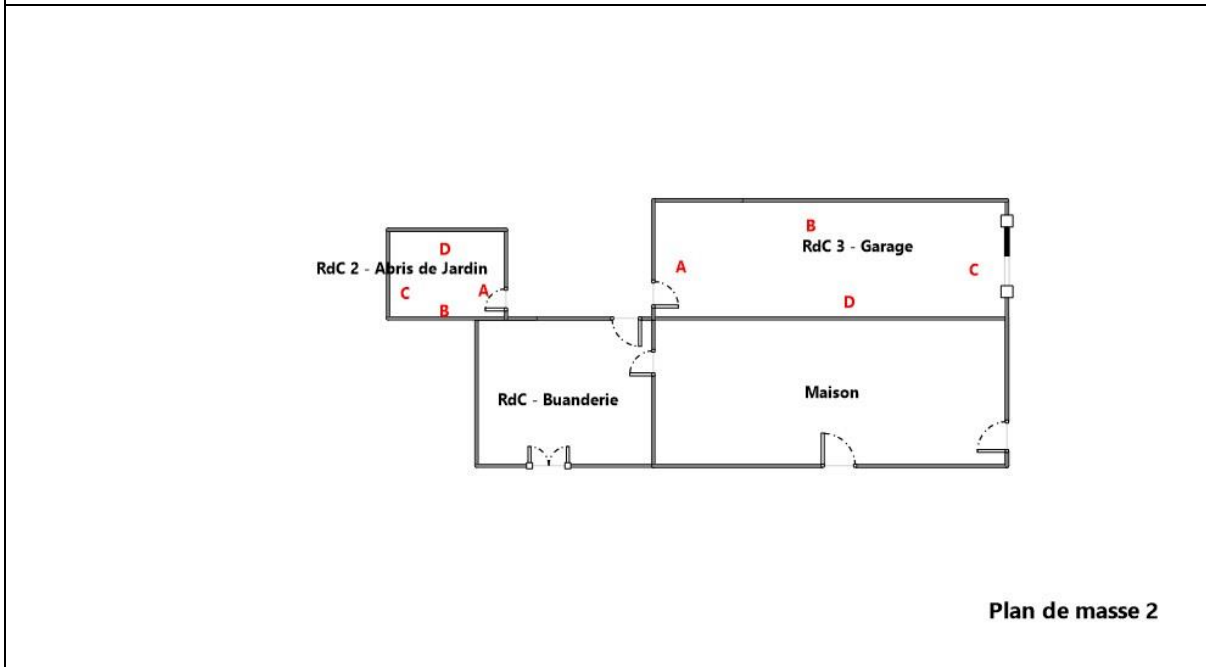 B
RdC 3 - Garage
D
RdC 2 - Abris de Jardin
A
C
C
A
B
D
RdC - Buanderie
Maison
Plan de masse 2